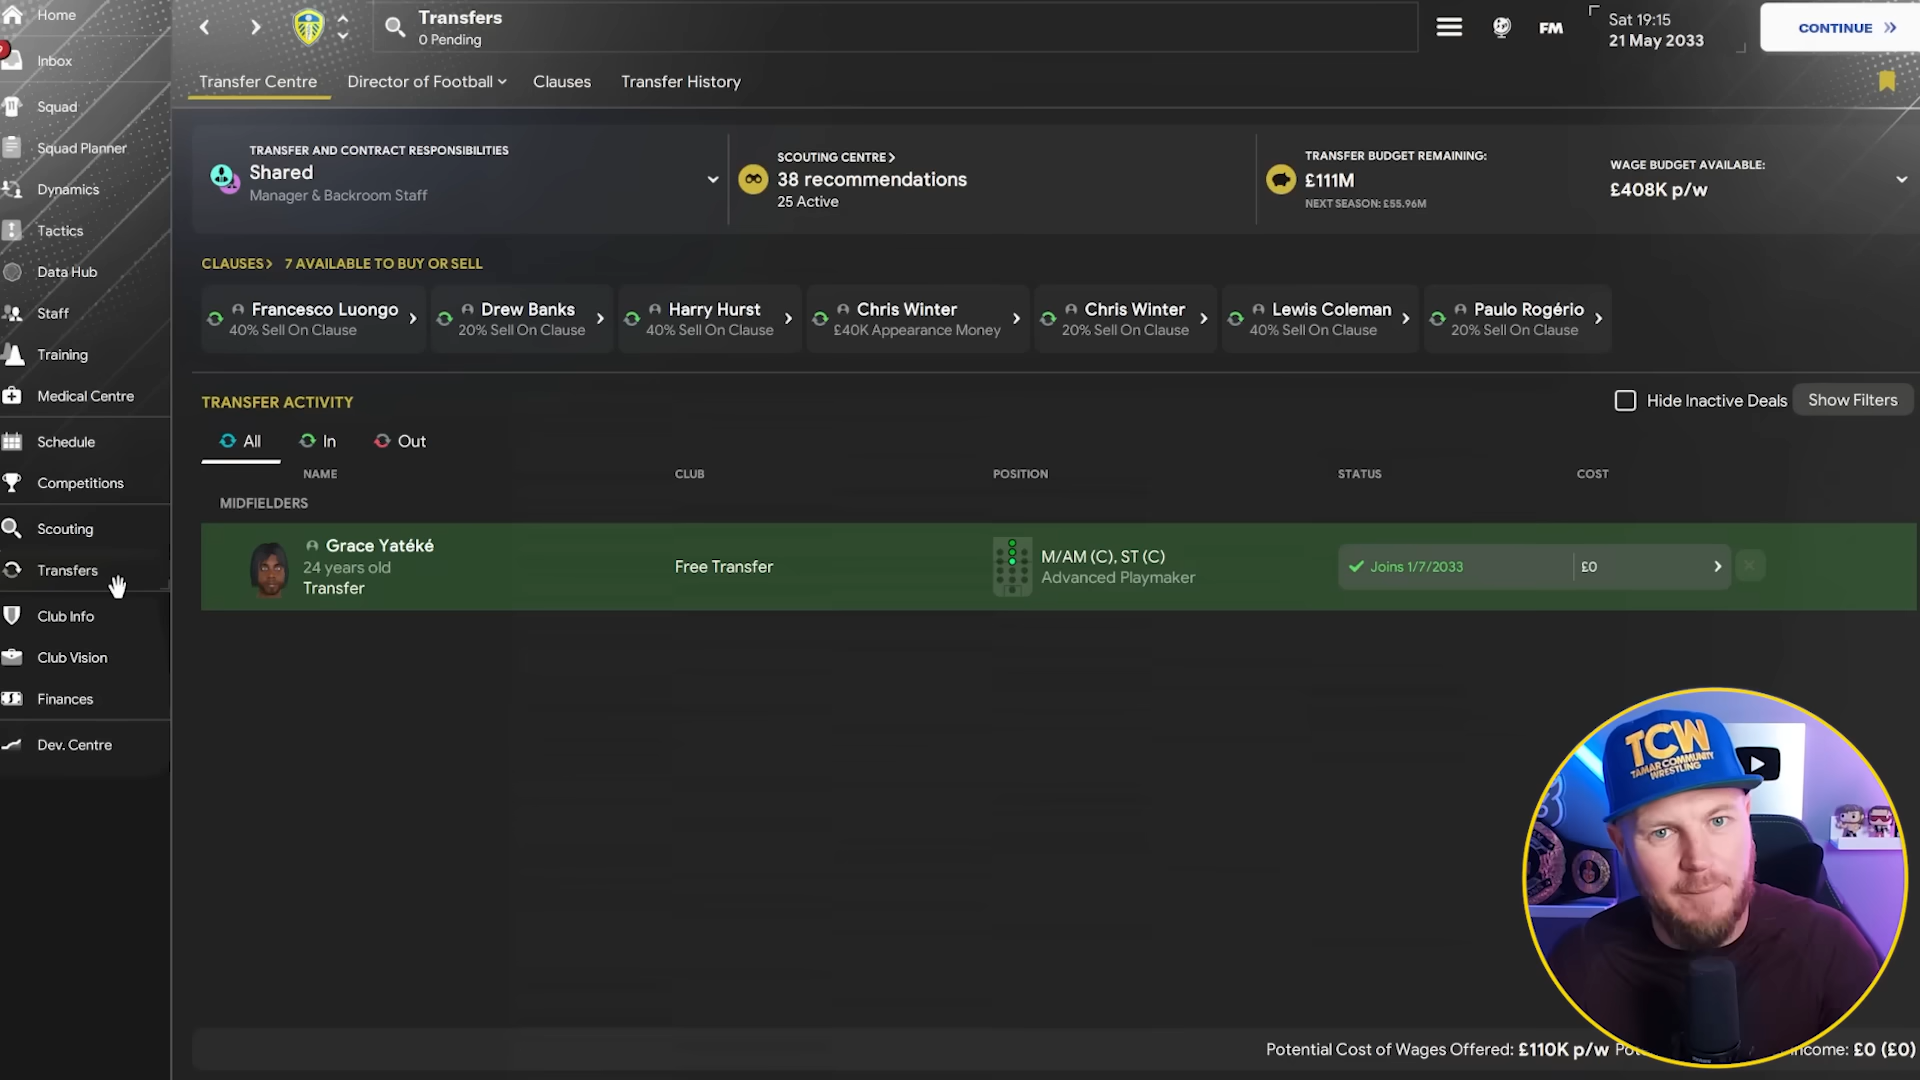 Home
Inbox
Squad
Squad Planner
Dynamics
Tactics
Data Hub
Staff
Training
Medical Centre
Schedule
Competitions
Scouting
Transfers
Club Info
Club Vision
Finances
Dev. Centre
Transfers
0 Pending
FM
Sat 19:15
21 May 2033
CONTINUE
Transfer Centre
Director of Football
Clauses
Transfer History
TRANSFER AND CONTRACT RESPONSIBILITIES
Shared
Manager & Backroom Staff
SCOUTING CENTRE >
38 recommendations
25 Active
TRANSFER BUDGET REMAINING:
£111M
NEXT SEASON: £55.96M
WAGE BUDGET AVAILABLE:
£408K p/w
CLAUSES > 7 AVAILABLE TO BUY OR SELL
Francesco Luongo
40% Sell On Clause
Drew Banks
20% Sell On Clause
Harry Hurst
40% Sell On Clause
Chris Winter
£40K Appearance Money
Chris Winter
20% Sell On Clause
Lewis Coleman
40% Sell On Clause
Paulo Rogério
20% Sell On Clause
TRANSFER ACTIVITY
Hide Inactive Deals
Show Filters
All
In
Out
NAME CLUB POSITION STATUS COST
MIDFIELDERS
Grace Yatéké
24 years old
Transfer
Free Transfer
M/AM (C), ST (C)
Advanced Playmaker
Joins 1/7/2033
£0
TCW
TAMAR COMMUNITY
WRESTLING
Potential Cost of Wages Offered: £110K p/w
£0 (£0)